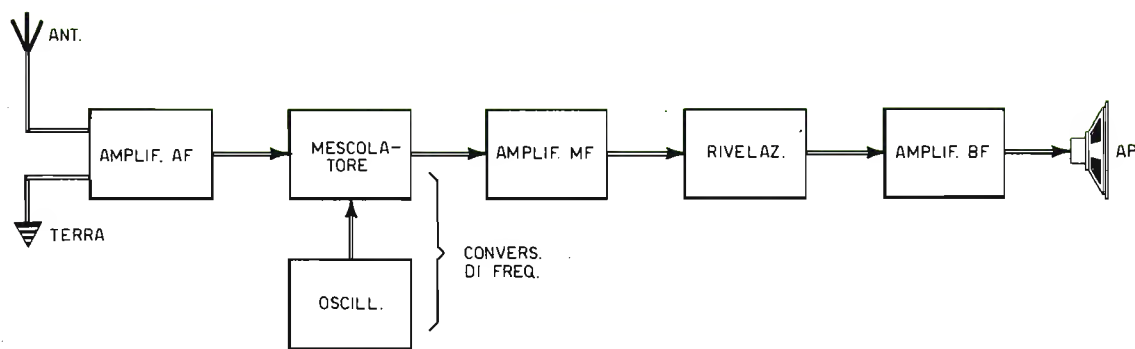 ANT.
AMPLIF. AF
MESCOLA-
TORE
AMPLIF. MF
RIVELAZ.
AMPLIF. BF
AP
TERRA
CONVERS.
DI FREQ.
OSCILL.